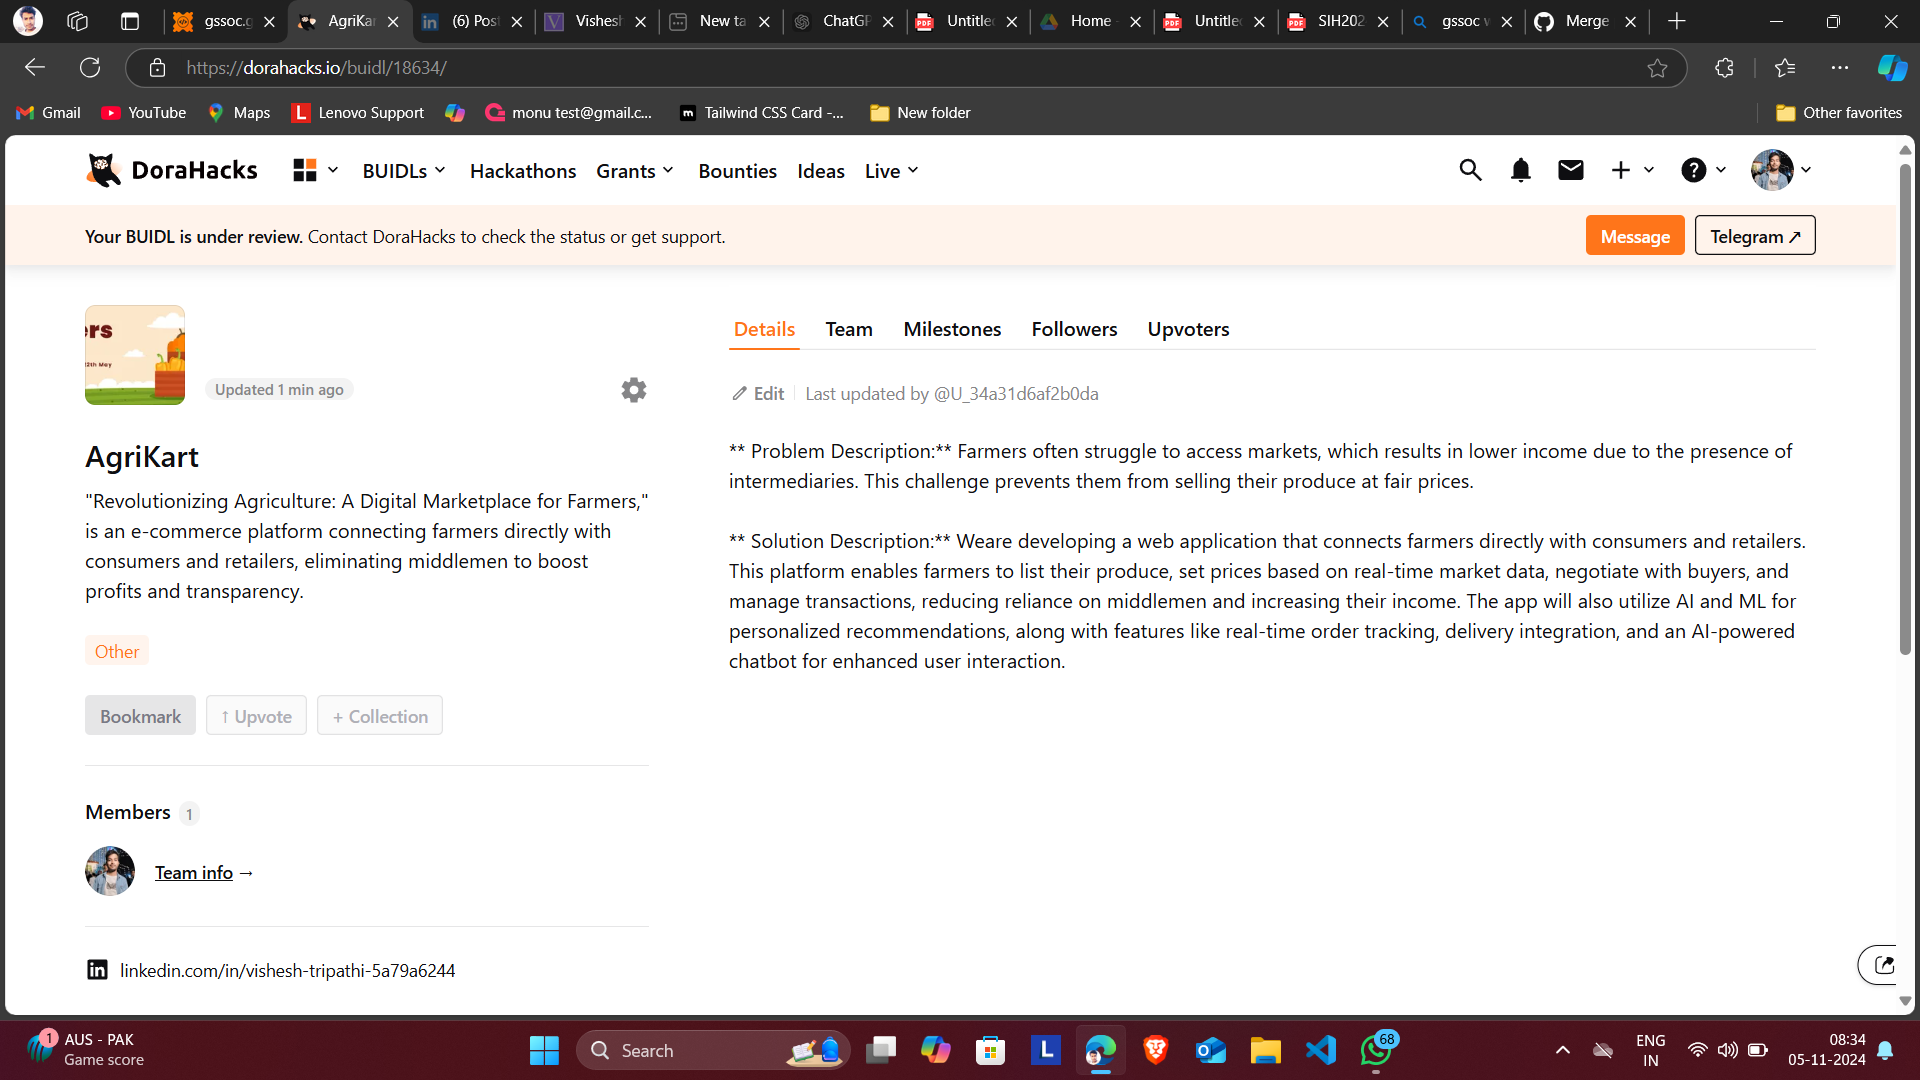 gssoc.g
AgriKar
(6) Post
Vishesh
New ta
ChatGP
Untitled
Home -
Untitled
SIH202
gssoc w
Merge
https://dorahacks.io/buidl/18634/
Gmail
YouTube
Maps
Lenovo Support
monu test@gmail.c...
Tailwind CSS Card -...
New folder
Other favorites
DoraHacks
BUIDLs
Hackathons
Grants
Bounties
Ideas
Live
Your BUIDL is under review. Contact DoraHacks to check the status or get support.
Message
Telegram ↗
ers
12th May
Updated 1 min ago
AgriKart
"Revolutionizing Agriculture: A Digital Marketplace for Farmers,"
is an e-commerce platform connecting farmers directly with
consumers and retailers, eliminating middlemen to boost
profits and transparency.
Other
Bookmark
↑ Upvote
+ Collection
Members 1
Team info →
linkedin.com/in/vishesh-tripathi-5a79a6244
Details
Team
Milestones
Followers
Upvoters
Edit
Last updated by @U_34a31d6af2b0da
** Problem Description:** Farmers often struggle to access markets, which results in lower income due to the presence of
intermediaries. This challenge prevents them from selling their produce at fair prices.
** Solution Description:** Weare developing a web application that connects farmers directly with consumers and retailers.
This platform enables farmers to list their produce, set prices based on real-time market data, negotiate with buyers, and
manage transactions, reducing reliance on middlemen and increasing their income. The app will also utilize AI and ML for
personalized recommendations, along with features like real-time order tracking, delivery integration, and an AI-powered
chatbot for enhanced user interaction.
1
AUS - PAK
Game score
Search
L
68
ENG
IN
08:34
05-11-2024